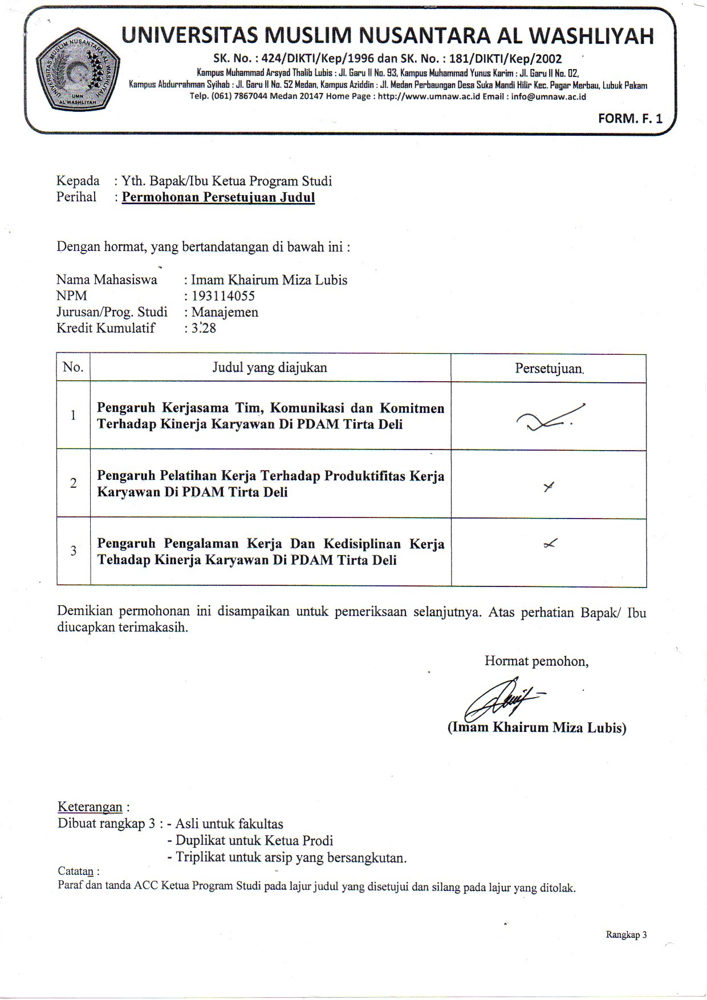 UNIVERSITAS MUSLIM NUSANTARA AL WASHLIYAH
SK. No. : 424/DIKTI/Kep/1996 dan SK. No. : 181/DIKTI/Kep/2002
Kampus Muhammad Arsyad Thalib Lubis : Jl. Garu II No. 93, Kampus Muhammad Yunus Karim : Jl. Garu II No. 02,
Kampus Abdurrahman Syihab : Jl. Garu II No. 52 Medan, Kampus Aziddin : Jl. Medan Perbaungan Desa Suka Mandi Hilir Kec. Pagar Merbau, Lubuk Pakam
Telp. (061) 7867044 Medan 20147 Home Page : http://www.umnaw.ac.id Email : info@umnaw.ac.id
FORM. F. 1
UNIVERSITAS MUSLIM NUSANTARA AL WASHLIYAH
UMN
AL WASHLIYAH
Kepada : Yth. Bapak/Ibu Ketua Program Studi
Perihal : Permohonan Persetujuan Judul
Dengan hormat, yang bertandatangan di bawah ini :
Nama Mahasiswa : Imam Khairum Miza Lubis
NPM : 193114055
Jurusan/Prog. Studi : Manajemen
Kredit Kumulatif : 3.28
No. Judul yang diajukan Persetujuan
1 Pengaruh Kerjasama Tim, Komunikasi dan Komitmen
Terhadap Kinerja Karyawan Di PDAM Tirta Deli
2 Pengaruh Pelatihan Kerja Terhadap Produktifitas Kerja
Karyawan Di PDAM Tirta Deli
3 Pengaruh Pengalaman Kerja Dan Kedisiplinan Kerja
Tehadap Kinerja Karyawan Di PDAM Tirta Deli
Demikian permohonan ini disampaikan untuk pemeriksaan selanjutnya. Atas perhatian Bapak/ Ibu
diucapkan terimakasih.
Hormat pemohon,
(Imam Khairum Miza Lubis)
Keterangan :
Dibuat rangkap 3 : - Asli untuk fakultas
- Duplikat untuk Ketua Prodi
- Triplikat untuk arsip yang bersangkutan.
Catatan :
Paraf dan tanda ACC Ketua Program Studi pada lajur judul yang disetujui dan silang pada lajur yang ditolak.
Rangkap 3